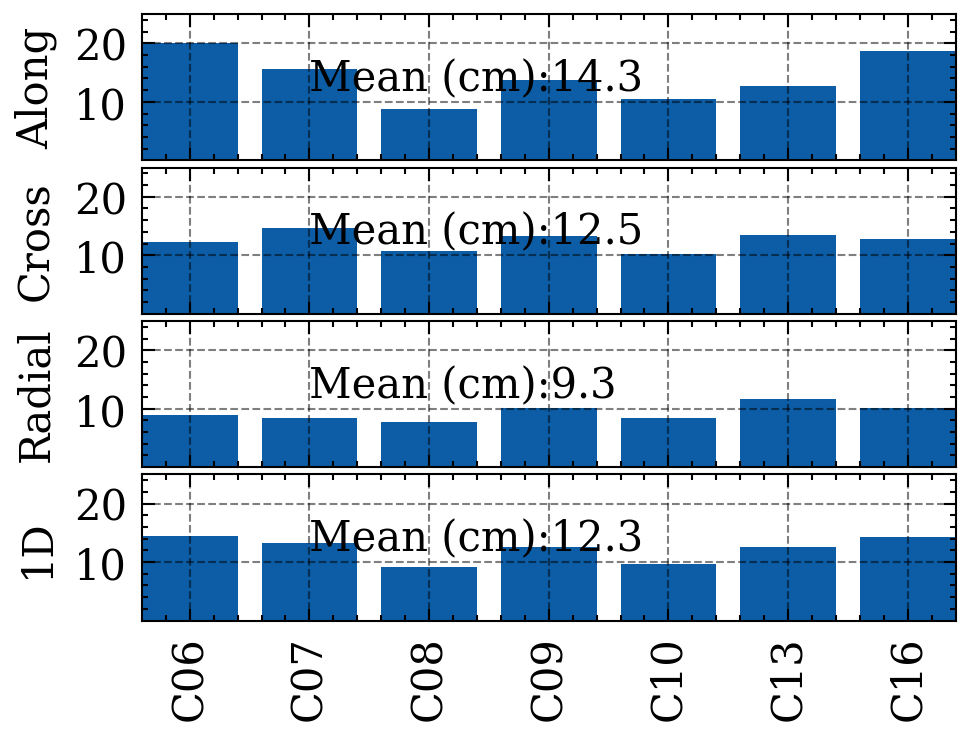 Along
20
10
Mean (cm):14.3
Cross
20
10
Mean (cm):12.5
Radial
20
10
Mean (cm):9.3
1D
20
10
Mean (cm):12.3
C06
C07
C08
C09
C10
C13
C16